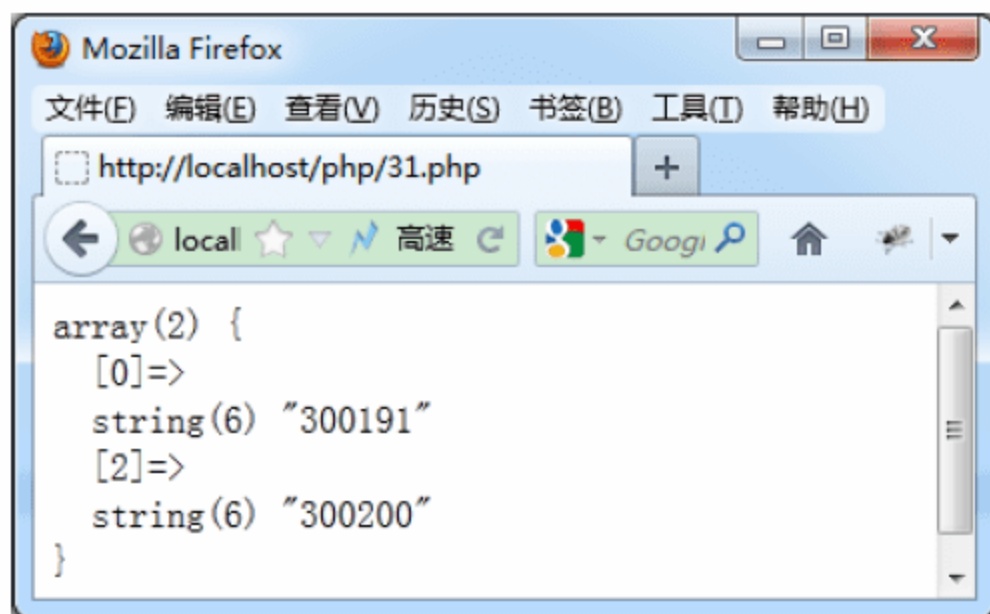 Mozilla Firefox
文件(F) 编辑(E) 查看(V) 历史(S) 书签(B) 工具(T) 帮助(H)
http://localhost/php/31.php
locall 高速 Googl
array(2) {
  [0]=>
  string(6) "300191"
  [2]=>
  string(6) "300200"
}